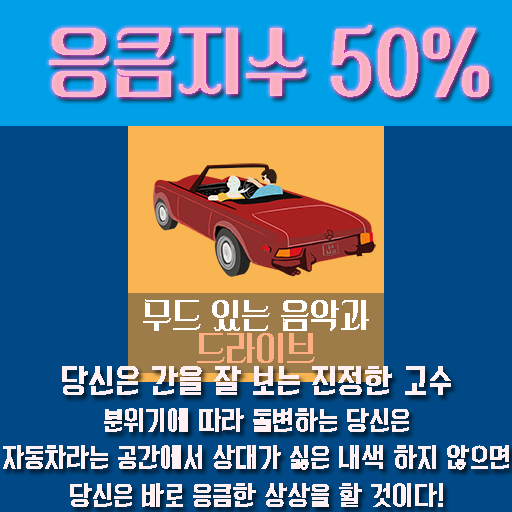 응큼지수 50%
무드 있는 음악과
드라이브
당신은 간을 잘 보는 진정한 고수
분위기에 따라 돌변하는 당신은
자동차라는 공간에서 상대가 싫은 내색 하지 않으면
당신은 바로 응큼한 상상을 할 것이다!